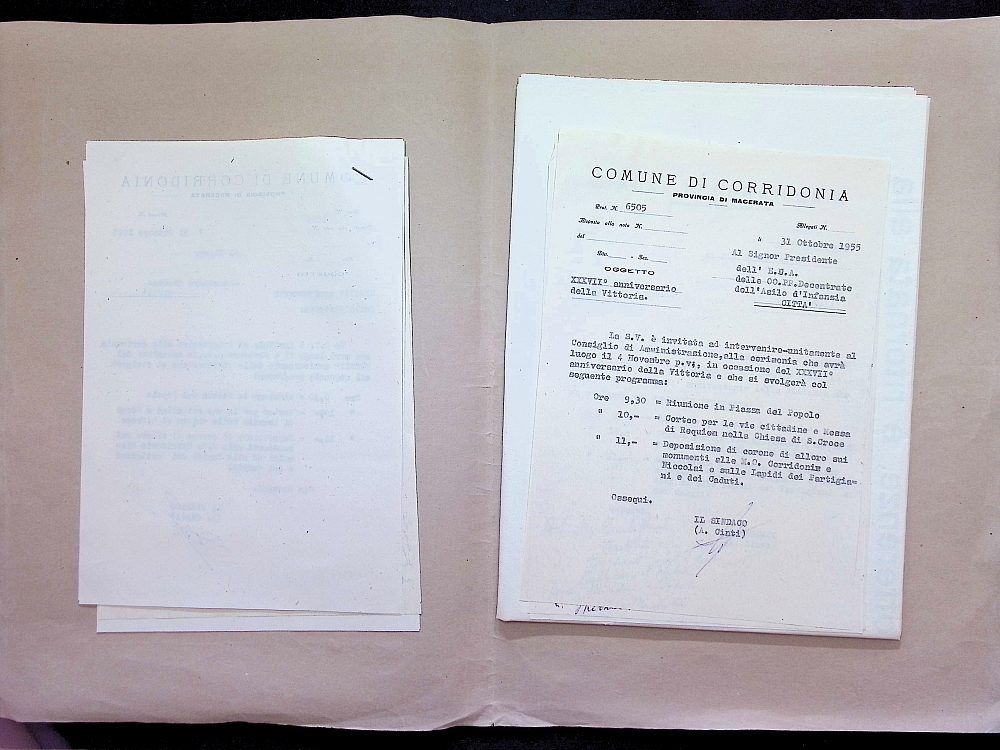 COMUNE DI CORRIDONIA
PROVINCIA DI MACERATA
Prot. N. 6505
Risposta alla nota N.
del
Div. Sez.
OGGETTO
XXXVII° anniversario
della Vittoria.
Allegati N.
li 31 Ottobre 1955
Al Signor Presidente
dell' E.C.A.
delle OO.PP.Decentrate
dell'Asilo d'Infanzia
CITTA'
La S.V. è invitata ad intervenire-unitamente al
Consiglio di Amministrazione,alla cerimonia che avrà
luogo il 4 Novembre p.v., in occasione del XXXVII°
anniversario della Vittoria e che si svolgerà col
seguente programma:
Ore 9,30 = Riunione in Piazza del Popolo
" 10,- = Corteo per le vie cittadine e Messa
di Requiem nella Chiesa di S.Croce
" 11,- = Deposizione di corone di alloro sui
monumenti alle M.O. Corridonia e
Niccolai e sulle Lapidi dei Partigia=
ni e dei Caduti.
Ossequi.
IL SINDACO
(A. Cinti)